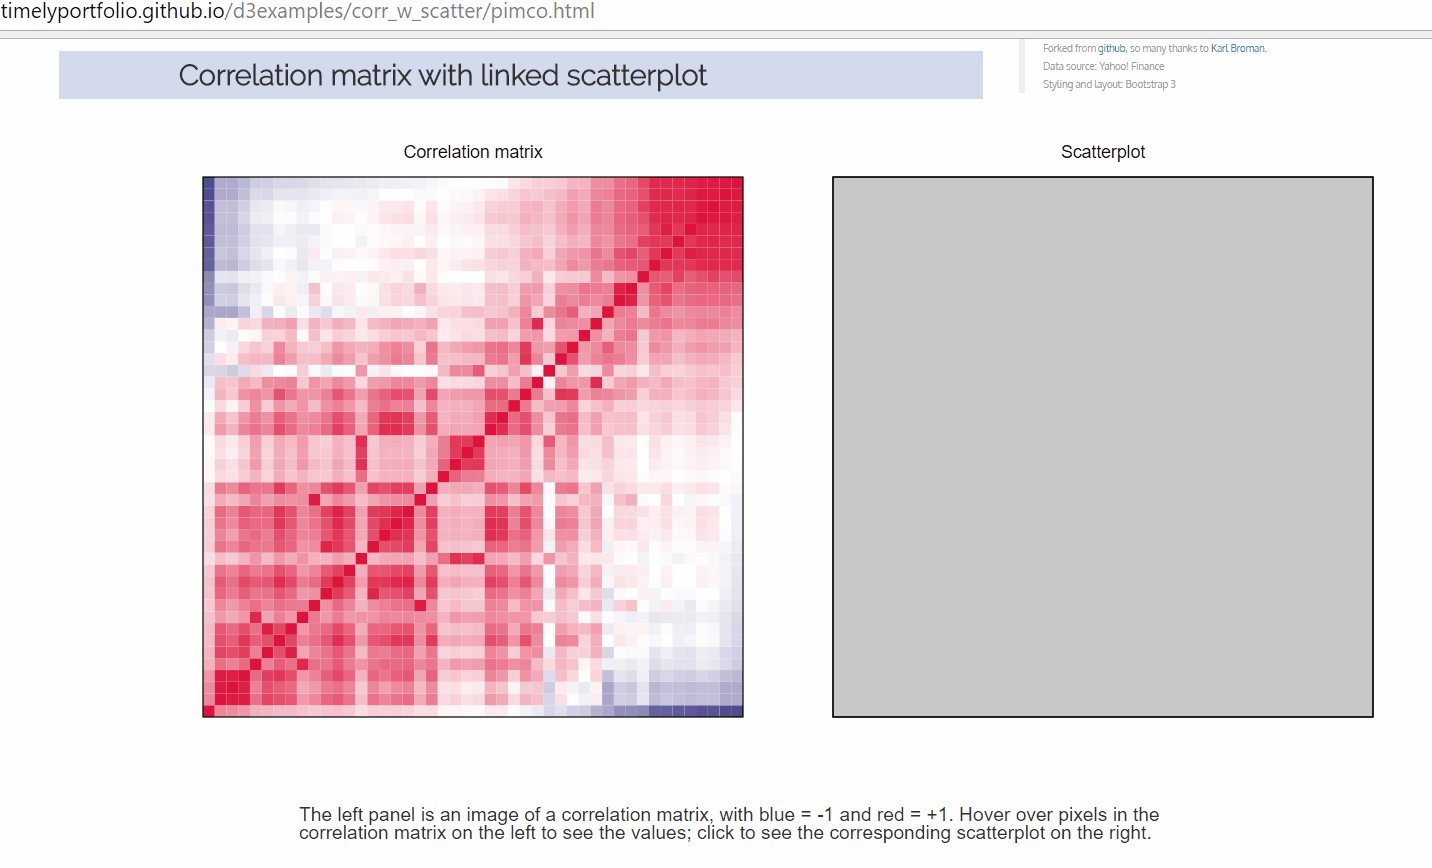 timelyportfolio.github.io/d3examples/corr_w_scatter/pimco.html
Correlation matrix with linked scatterplot
Forked from github, so many thanks to Karl Broman.
Data source: Yahoo! Finance
Styling and layout: Bootstrap 3
Correlation matrix
Scatterplot
The left panel is an image of a correlation matrix, with blue = -1 and red = +1. Hover over pixels in the
correlation matrix on the left to see the values; click to see the corresponding scatterplot on the right.